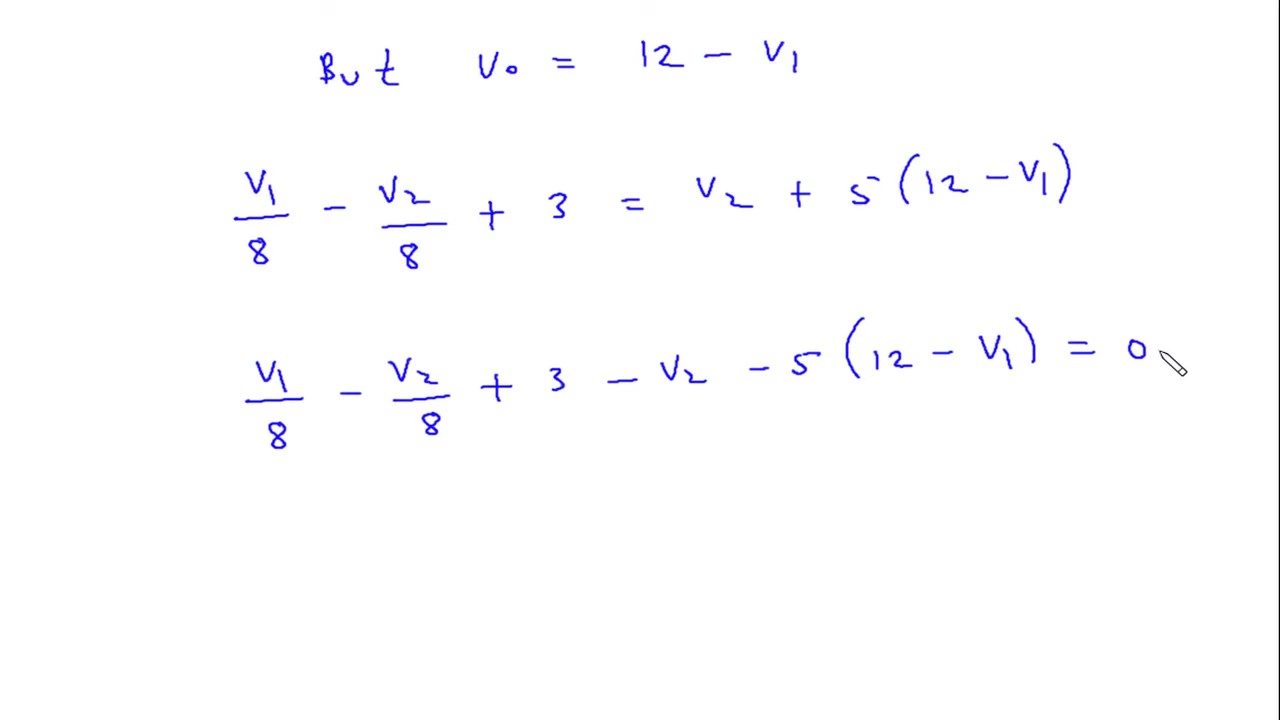 But V₀ = 12 - V₁
V₁/8 - V₂/8 + 3 = V₂ + 5(12 - V₁)
V₁/8 - V₂/8 + 3 - V₂ - 5(12 - V₁) = 0